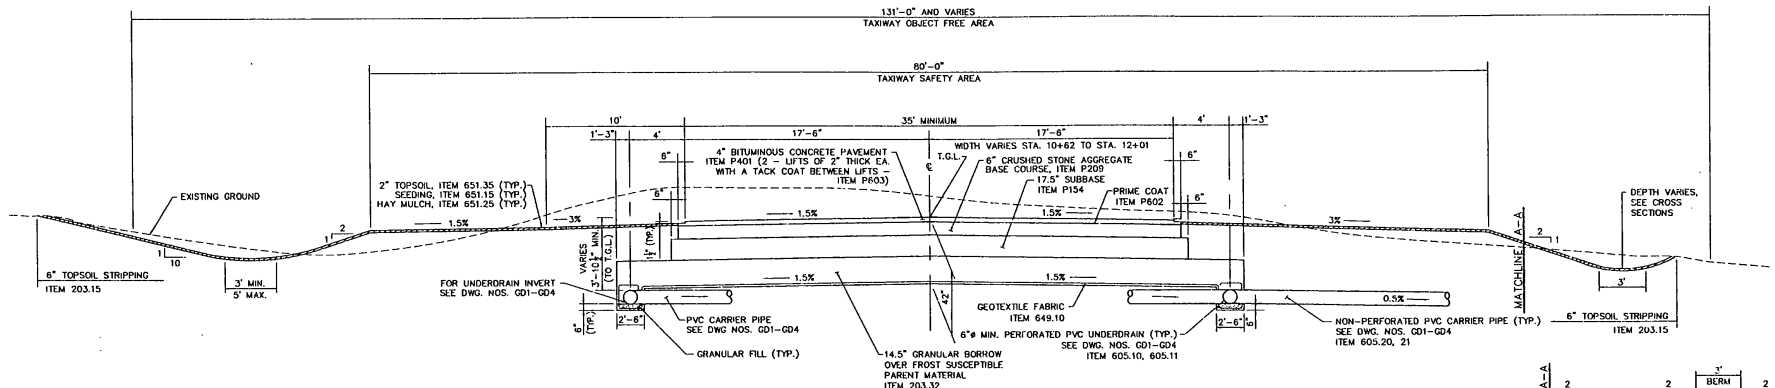 131'-0" AND VARIES
TAXIWAY OBJECT FREE AREA
80'-0"
TAXIWAY SAFETY AREA
10'
35' MINIMUM
4'
1'-3"
1'-3"
4'
17'-6"
17'-6"
4" BITUMINOUS CONCRETE PAVEMENT
ITEM P401 (2 - LIFTS OF 2" THICK EA.
WITH A TACK COAT BETWEEN LIFTS -
ITEM P603)
T.G.L.
WIDTH VARIES STA. 10+62 TO STA. 12+01
6" CRUSHED STONE AGGREGATE
BASE COURSE, ITEM P209
17.5" SUBBASE
ITEM P154
PRIME COAT
ITEM P602
6"
6"
6"
6"
2" TOPSOIL, ITEM 651.35 (TYP.)
SEEDING, ITEM 651.15 (TYP.)
HAY MULCH, ITEM 651.25 (TYP.)
EXISTING GROUND
DEPTH VARIES,
SEE CROSS
SECTIONS
1.5%
3%
1.5%
1.5%
3%
1
2
1
10
2
1
VARIES
3'-10½" MIN.
(TO T.G.L.)
1½" (TYP.)
MATCHLINE A-A
6" TOPSOIL STRIPPING
ITEM 203.15
3' MIN.
5' MAX.
FOR UNDERDRAIN INVERT
SEE DWG. NOS. GD1-GD4
1.5%
1.5%
42"
GEOTEXTILE FABRIC
ITEM 649.10
0.5%
3'
6"
(TYP.)
2'-6"
PVC CARRIER PIPE
SEE DWG NOS. GD1-GD4
GRANULAR FILL (TYP.)
6"ø MIN. PERFORATED PVC UNDERDRAIN (TYP.)
SEE DWG. NOS. GD1-GD4
ITEM 605.10, 605.11
2'-6"
6"
NON-PERFORATED PVC CARRIER PIPE (TYP.)
SEE DWG. NOS. GD1-GD4
ITEM 605.20, 21
6" TOPSOIL STRIPPING
ITEM 203.15
14.5" GRANULAR BORROW
OVER FROST SUSCEPTIBLE
PARENT MATERIAL
ITEM 203.32
A-A
2
2
3'
BERM
2